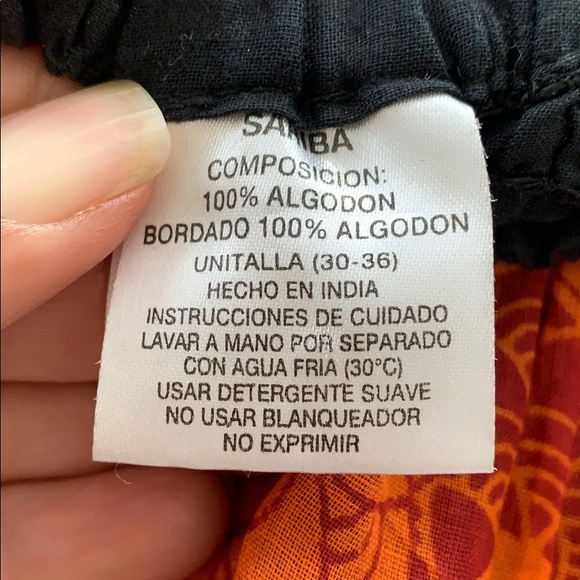 COMPOSICION:
100% ALGODON
BORDADO 100% ALGODON
UNITALLA (30-36)
HECHO EN INDIA
INSTRUCCIONES DE CUIDADO
LAVAR A MANO POR SEPARADO
CON AGUA FRIA (30°C)
USAR DETERGENTE SUAVE
NO USAR BLANQUEADOR
NO EXPRIMIR